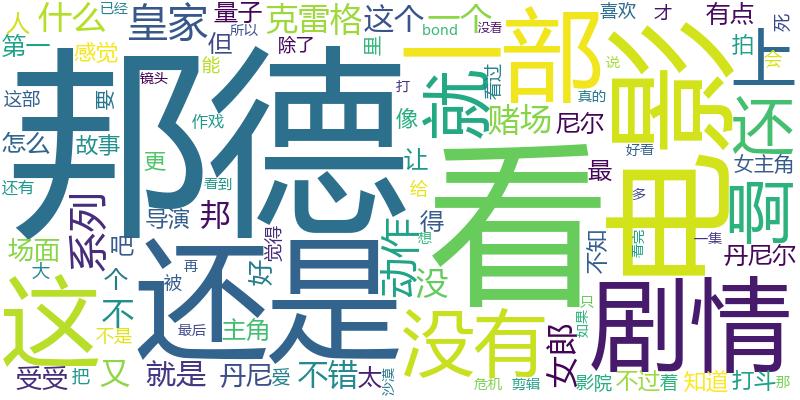 人
什么
已经
皇家
量子
克雷格
这个
一个
喜欢
才
有点
死
第一
感觉
但
除了
里
bond
没看
一部
拍
上
这部
要
能
所以
镜头
打
看过
就
真的
会
说
电影
邦德
作戏
像
赌场
尼尔
还
怎么
故事
更
让
最
好看
女主角
还有
看到
给
多
啊
系列
导演
邦
得
看
不知
看完
一集
丹尼尔
场面
吧
觉得
动作
想
大
个
被
再
好
没
只
这
不
还是
没有
女郎
如果
剧情
不是
最后
主角
受受
把
又
就是
丹尼
爱
不错
太
沙漠
危机
剪辑
影院
不过
着
知道
打斗
那